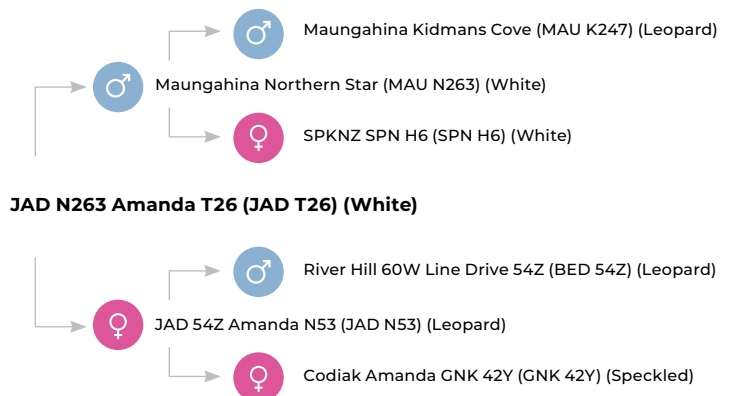 Maungahina Kidmans Cove (MAU K247) (Leopard)
Maungahina Northern Star (MAU N263) (White)
SPKNZ SPN H6 (SPN H6) (White)
JAD N263 Amanda T26 (JAD T26) (White)
River Hill 60W Line Drive 54Z (BED 54Z) (Leopard)
JAD 54Z Amanda N53 (JAD N53) (Leopard)
Codiak Amanda GNK 42Y (GNK 42Y) (Speckled)